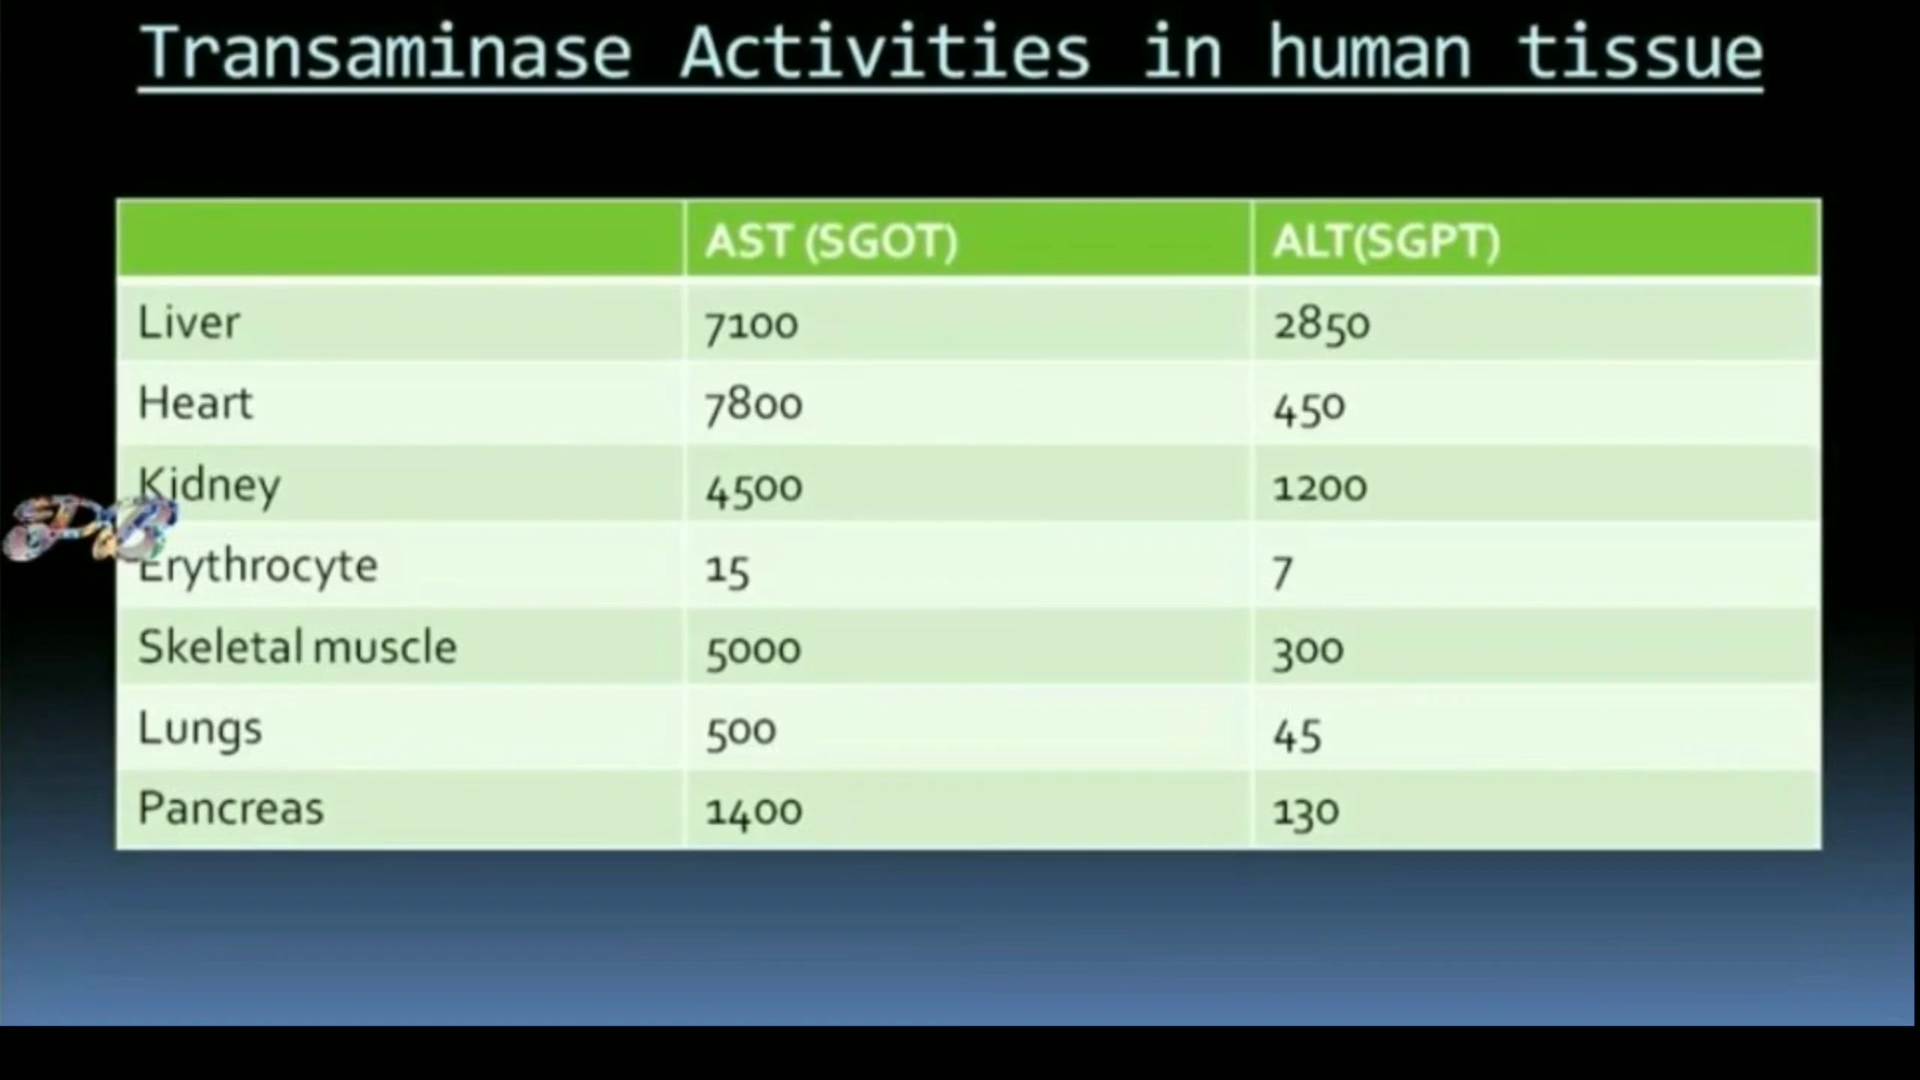 Transaminase Activities in human tissue
AST (SGOT) ALT(SGPT)
Liver 7100 2850
Heart 7800 450
Kidney 4500 1200
Erythrocyte 15 7
Skeletal muscle 5000 300
Lungs 500 45
Pancreas 1400 130